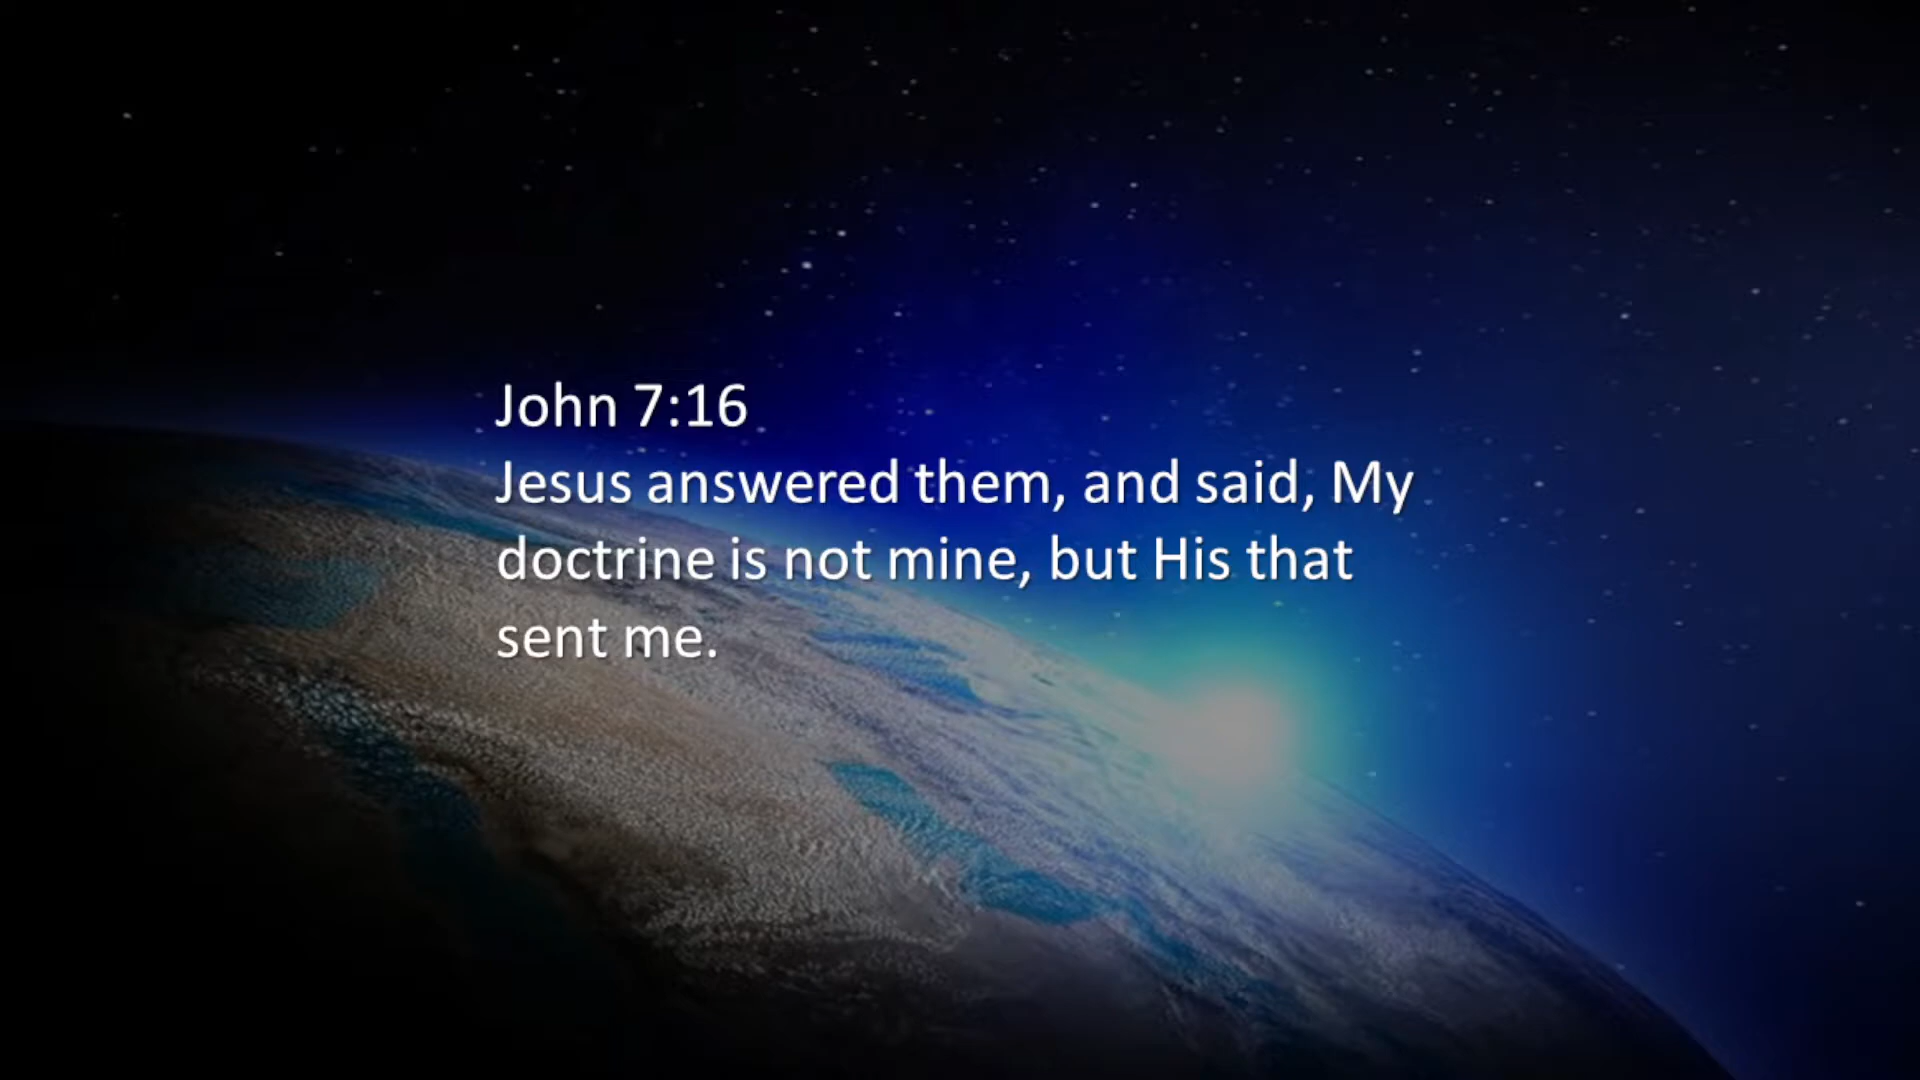 John 7:16
Jesus answered them, and said, My
doctrine is not mine, but His that
sent me.